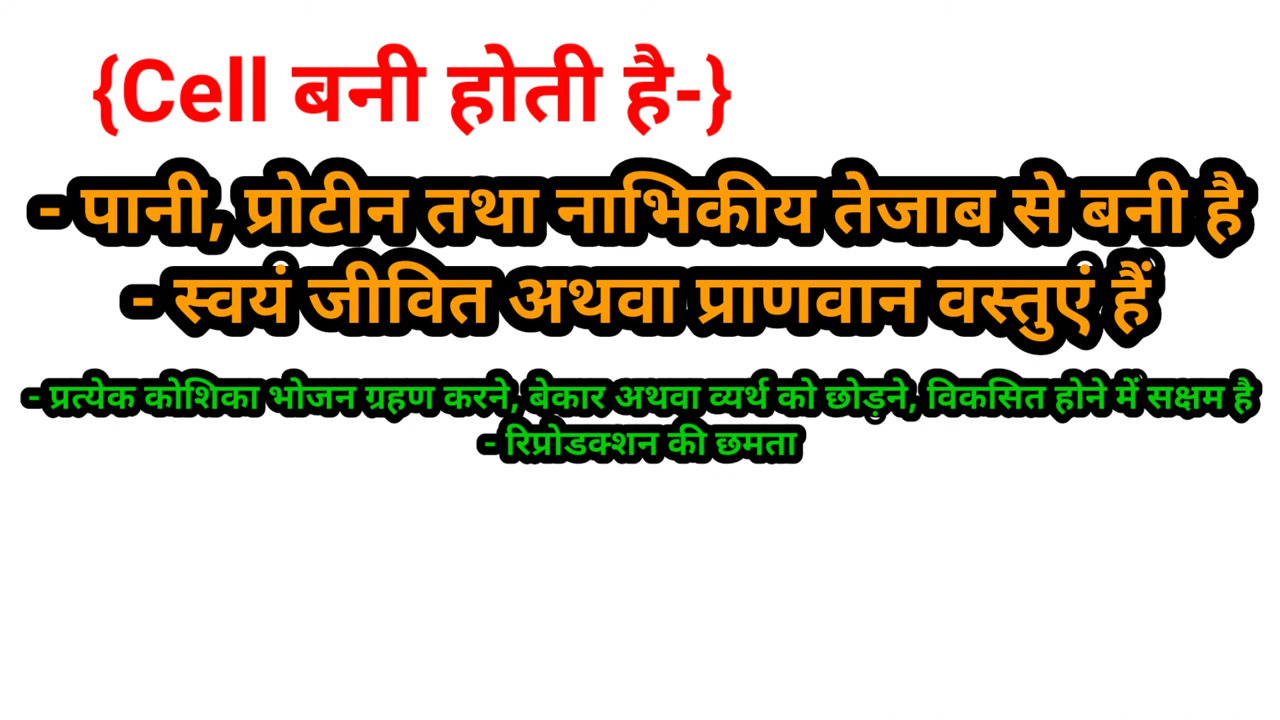 {Cell बनी होती है-}
- पानी, प्रोटीन तथा नाभिकीय तेजाब से बनी है
- स्वयं जीवित अथवा प्राणवान वस्तुएं हैं
- प्रत्येक कोशिका भोजन ग्रहण करने, बेकार अथवा व्यर्थ को छोड़ने, विकसित होने में सक्षम है
- रिप्रोडक्शन की छमता